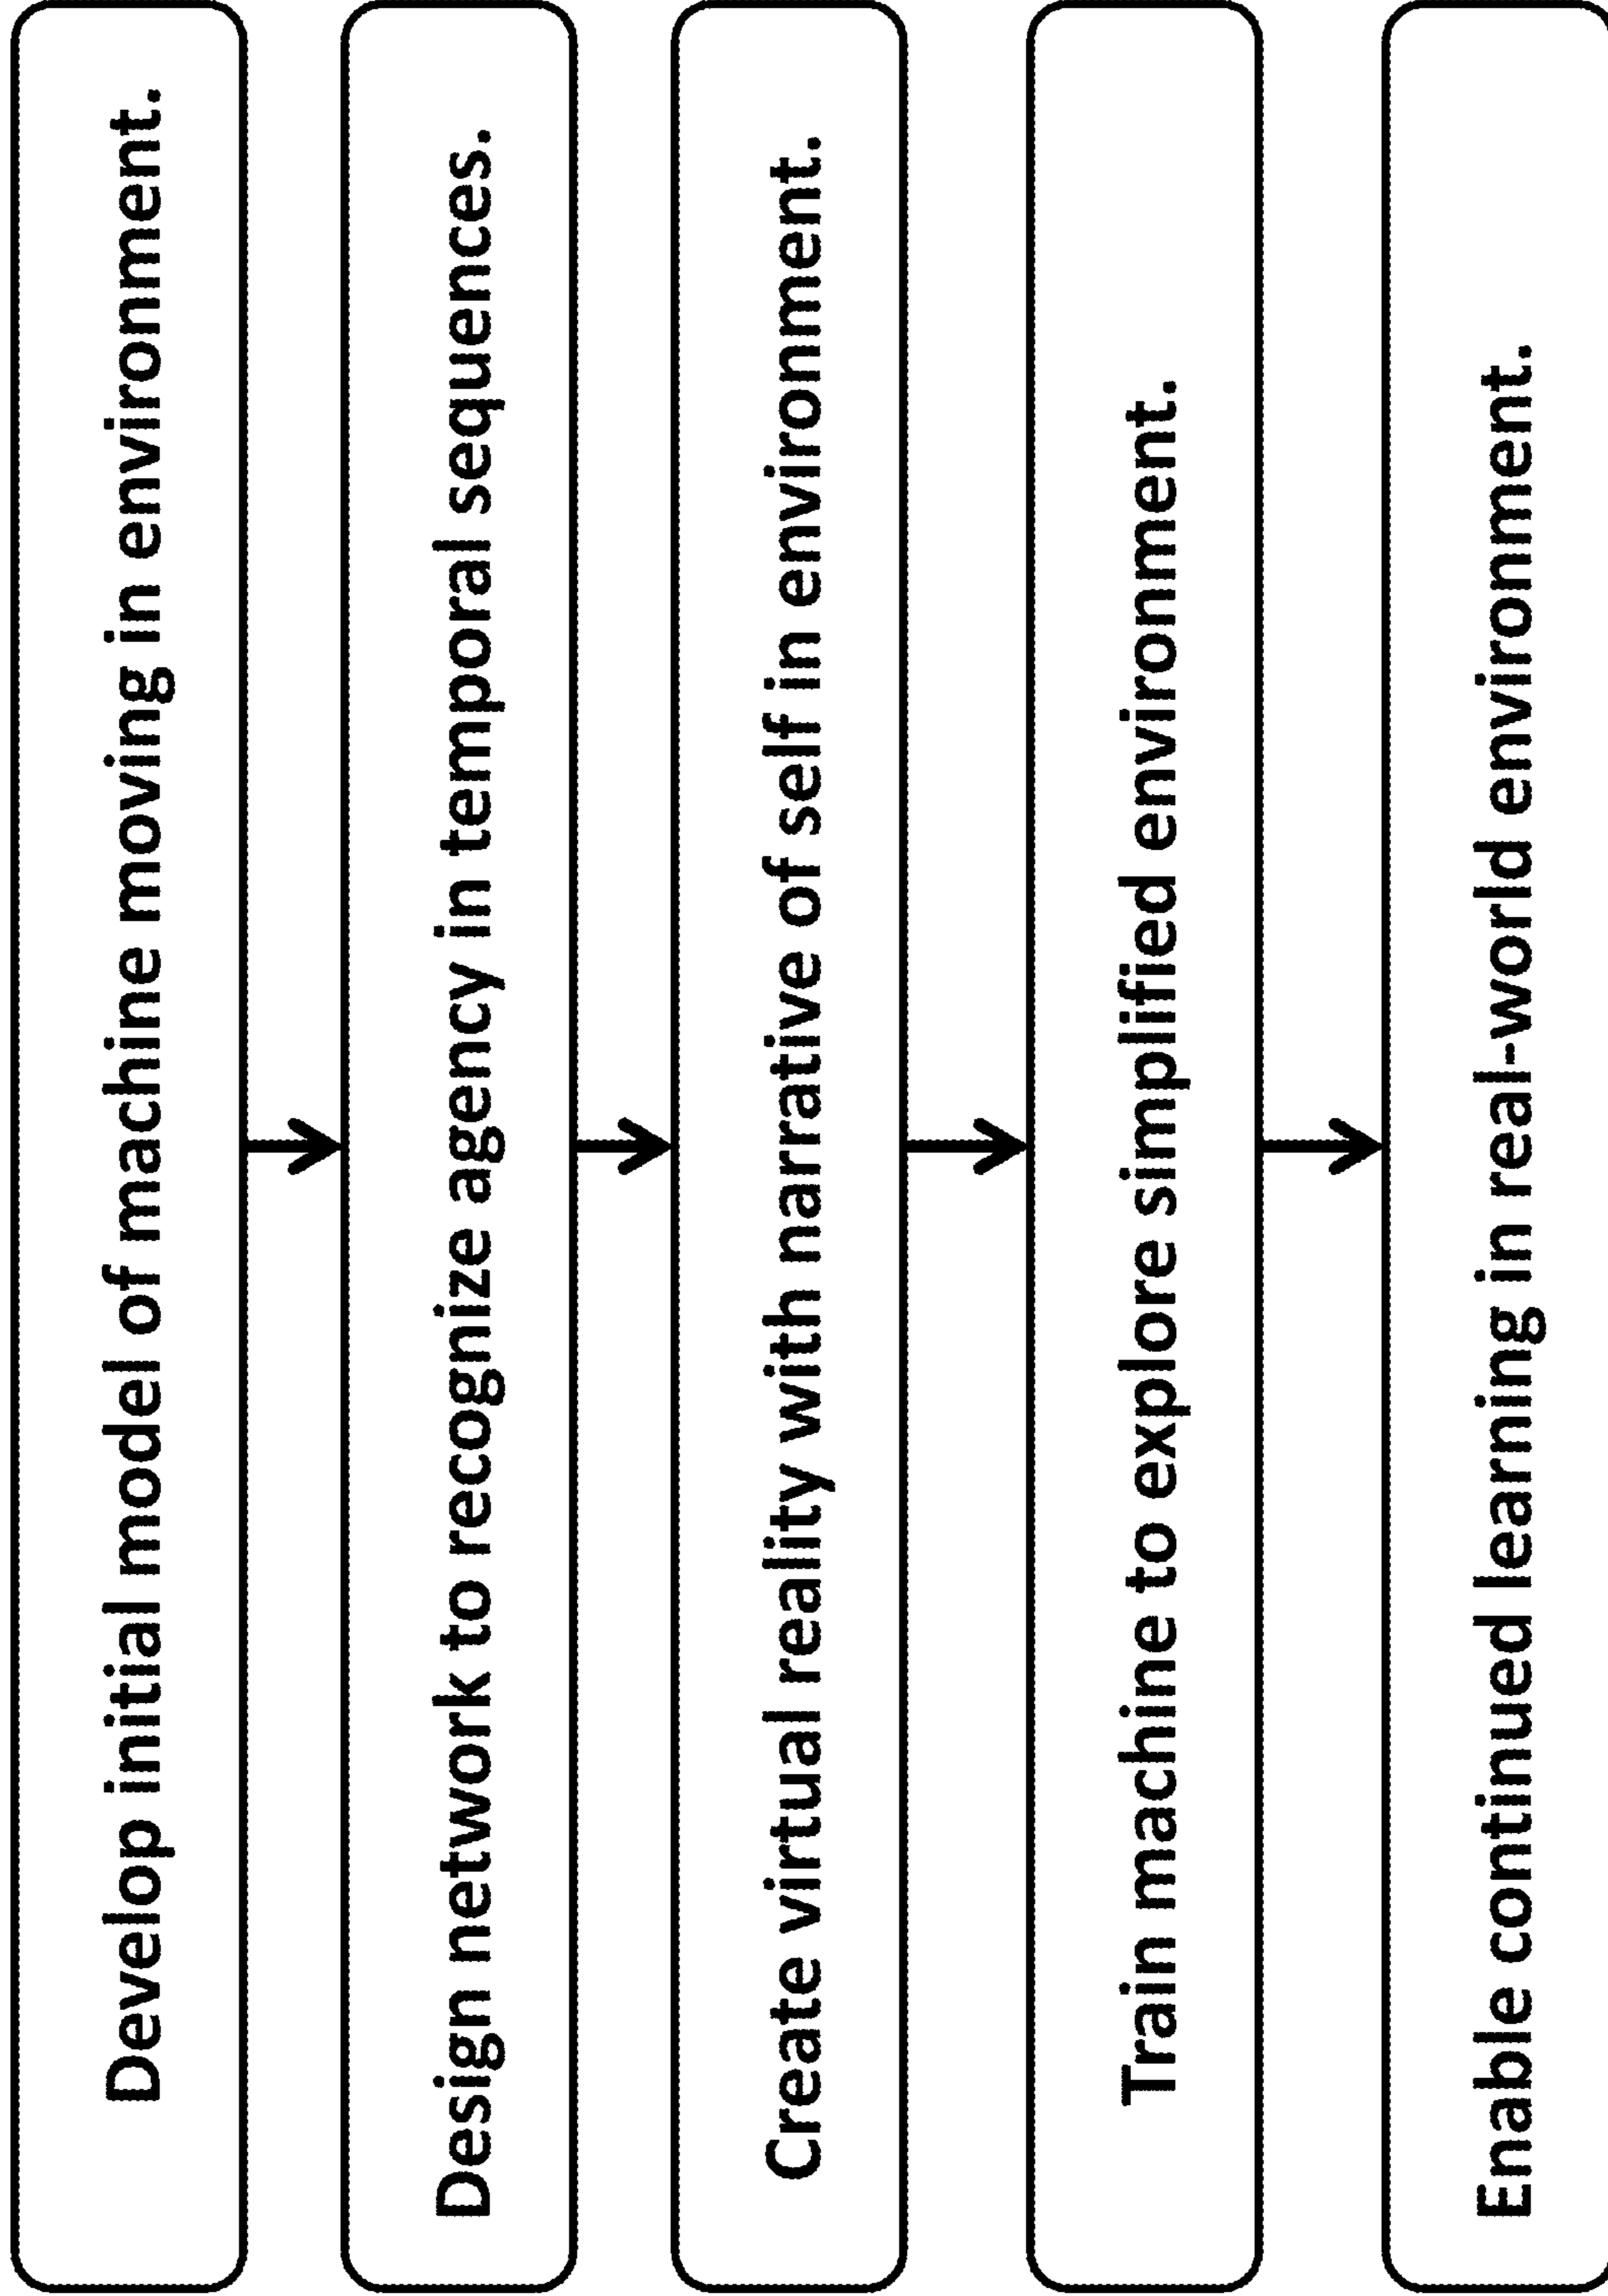 Develop initial model of machine moving in environment.
Design network to recognize agency in temporal sequences.
Create virtual reality with narrative of self in environment.
Train machine to explore simplified environment.
Enable continued learning in real-world environment.